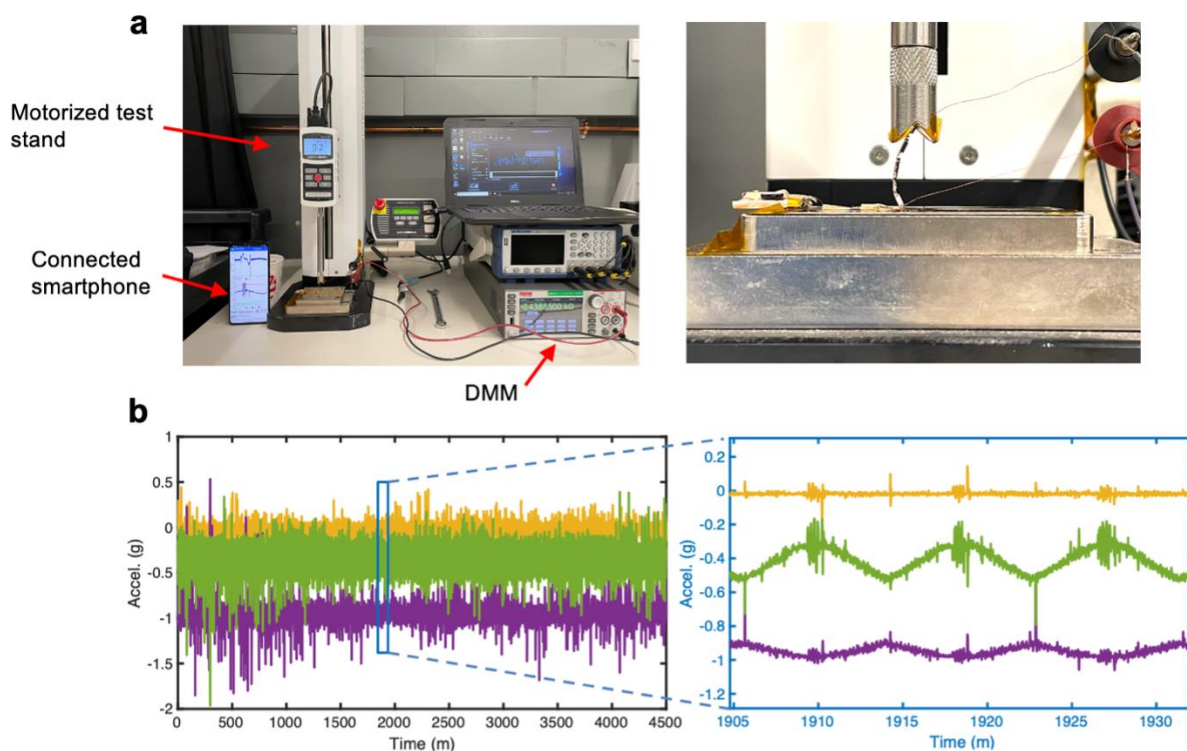 a
Motorized test
stand
Connected
smartphone
DMM
b
Accel. (g)
1
0.5
0
-0.5
-1
-1.5
-2
0 500 1000 1500 2000 2500 3000 3500 4000 4500
Time (m)
Accel. (g)
0.2
0
-0.2
-0.4
-0.6
-0.8
-1
-1.2
1905 1910 1915 1920 1925 1930
Time (m)